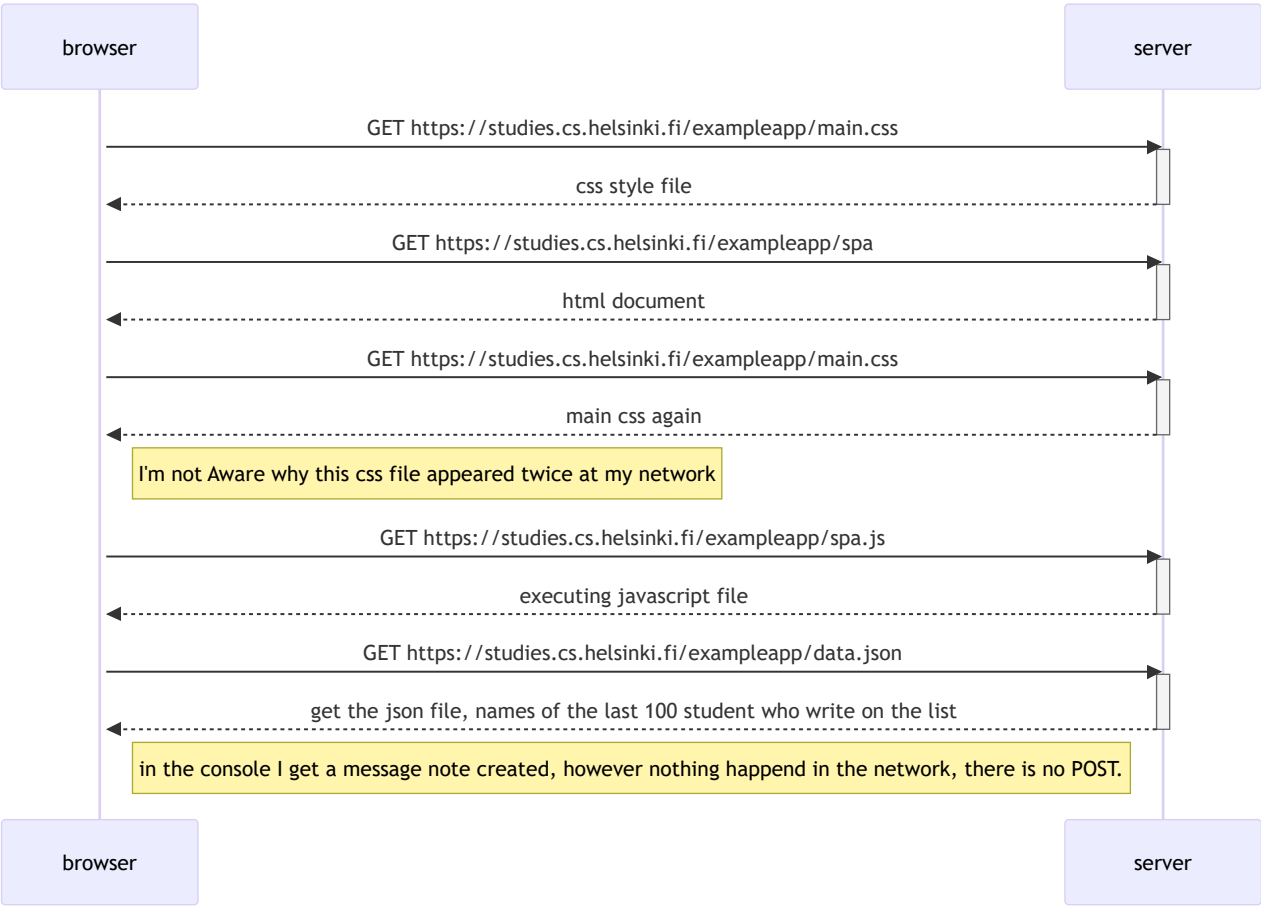 browser
server
GET https://studies.cs.helsinki.fi/exampleapp/main.css
css style file
GET https://studies.cs.helsinki.fi/exampleapp/spa
html document
GET https://studies.cs.helsinki.fi/exampleapp/main.css
main css again
I'm not Aware why this css file appeared twice at my network
GET https://studies.cs.helsinki.fi/exampleapp/spa.js
executing javascript file
GET https://studies.cs.helsinki.fi/exampleapp/data.json
get the json file, names of the last 100 student who write on the list
in the console I get a message note created, however nothing happend in the network, there is no POST.
browser
server